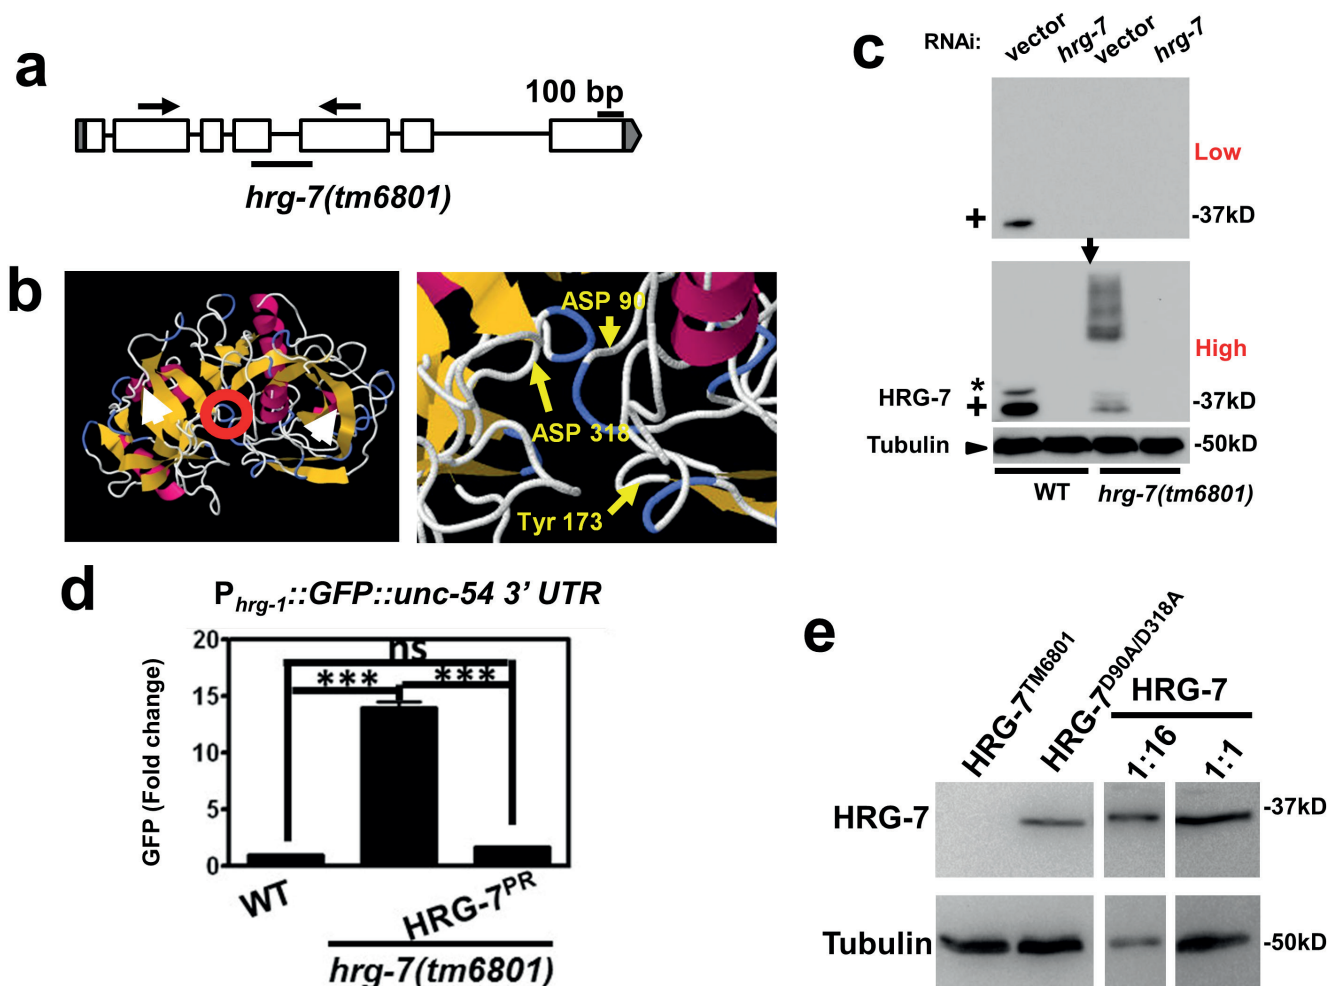 a
100 bp
hrg-7(tm6801)
b
ASP 90
ASP 318
Tyr 173
c
RNAi: vector hrg-7 vector hrg-7
Low
+ -37kD
High
*
HRG-7 + -37kD
Tubulin -50kD
WT hrg-7(tm6801)
d
Phrg-1::GFP::unc-54 3’ UTR
GFP (Fold change)
20
15
10
5
0
ns
*** ***
WT
HRG-7PR
hrg-7(tm6801)
e
HRG-7TM6801
HRG-7D90A/D318A
HRG-7
1:16 1:1
HRG-7 -37kD
Tubulin -50kD